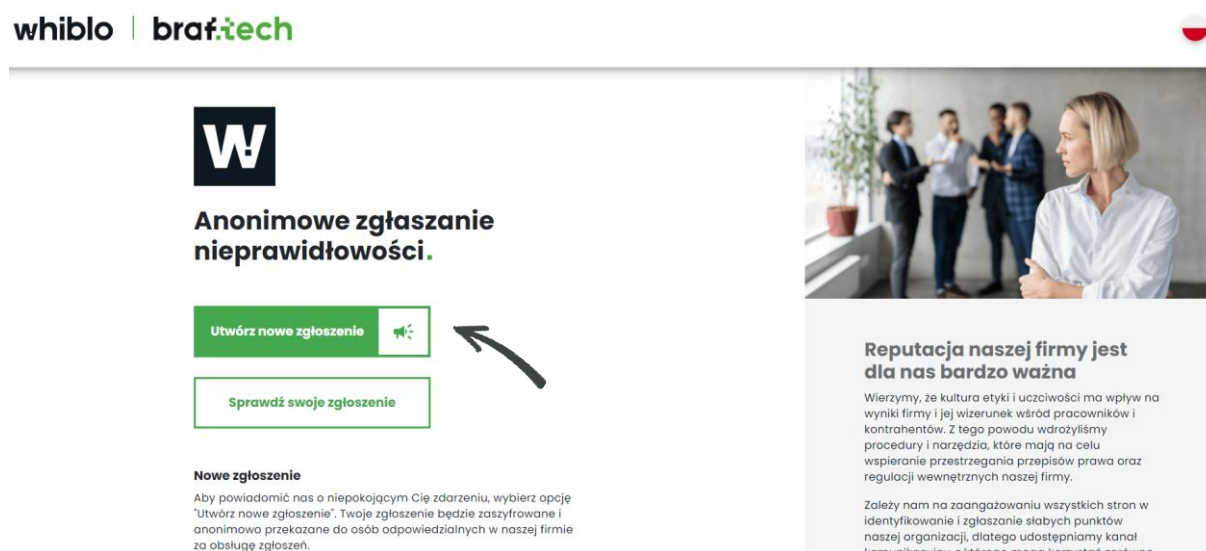 whiblo | braf.tech
W
Anonimowe zgłaszanie
nieprawidłowości.
Utwórz nowe zgłoszenie
Sprawdź swoje zgłoszenie
Nowe zgłoszenie
Aby powiadomić nas o niepokojącym Cię zdarzeniu, wybierz opcję
"Utwórz nowe zgłoszenie". Twoje zgłoszenie będzie zaszyfrowane i
anonimowo przekazane do osób odpowiedzialnych w naszej firmie
za obsługę zgłoszeń.
Reputacja naszej firmy jest
dla nas bardzo ważna
Wierzymy, że kultura etyki i uczciwości ma wpływ na
wyniki firmy i jej wizerunek wśród pracowników i
kontrahentów. Z tego powodu wdrożyliśmy
procedury i narzędzia, które mają na celu
wspieranie przestrzegania przepisów prawa oraz
regulacji wewnętrznych naszej firmy.
Zależy nam na zaangażowaniu wszystkich stron w
identyfikowanie i zgłaszanie słabych punktów
naszej organizacji, dlatego udostępniamy kanał